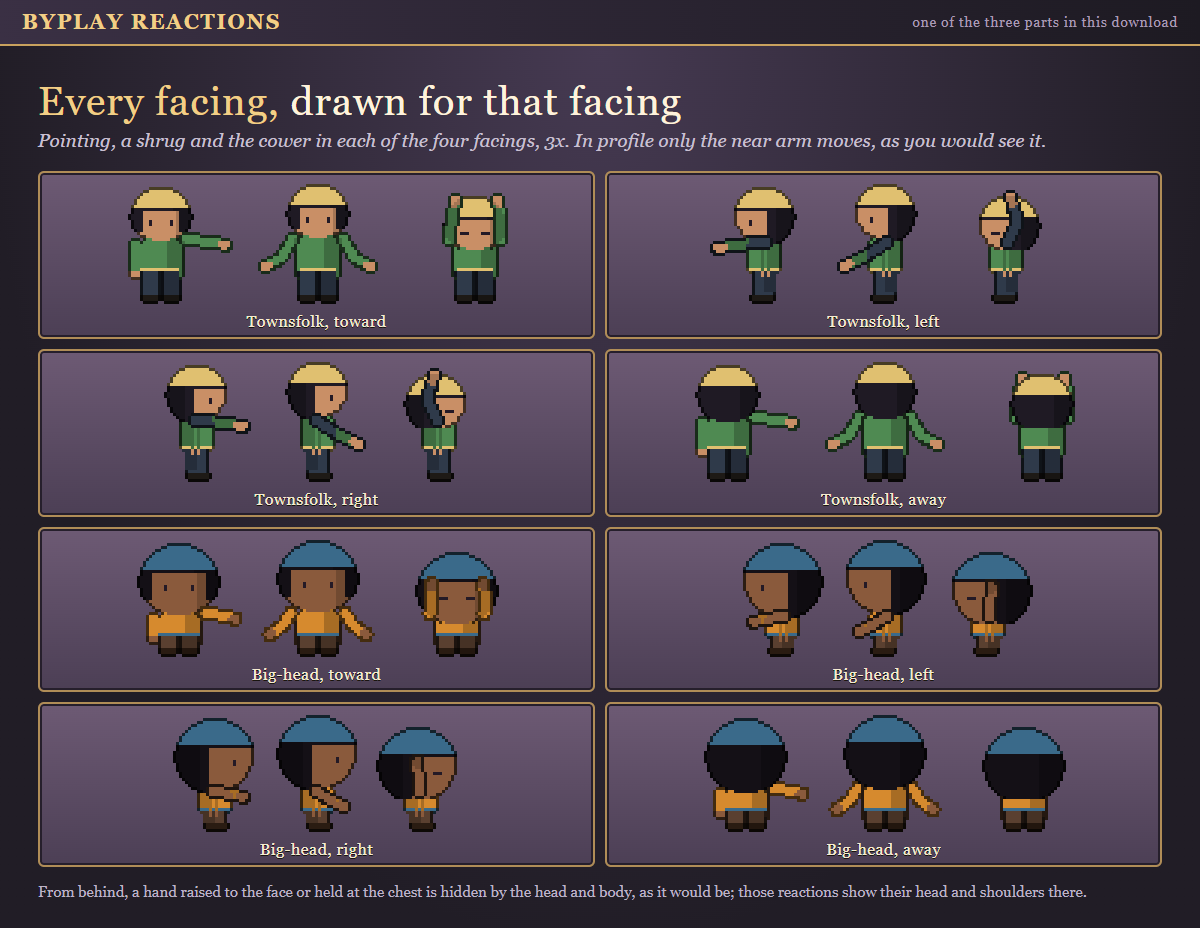 BYPLAY REACTIONS
one of the three parts in this download
Every facing, drawn for that facing
Pointing, a shrug and the cower in each of the four facings, 3x. In profile only the near arm moves, as you would see it.
Townsfolk, toward
Townsfolk, left
Townsfolk, right
Townsfolk, away
Big-head, toward
Big-head, left
Big-head, right
Big-head, away
From behind, a hand raised to the face or held at the chest is hidden by the head and body, as it would be; those reactions show their head and shoulders there.